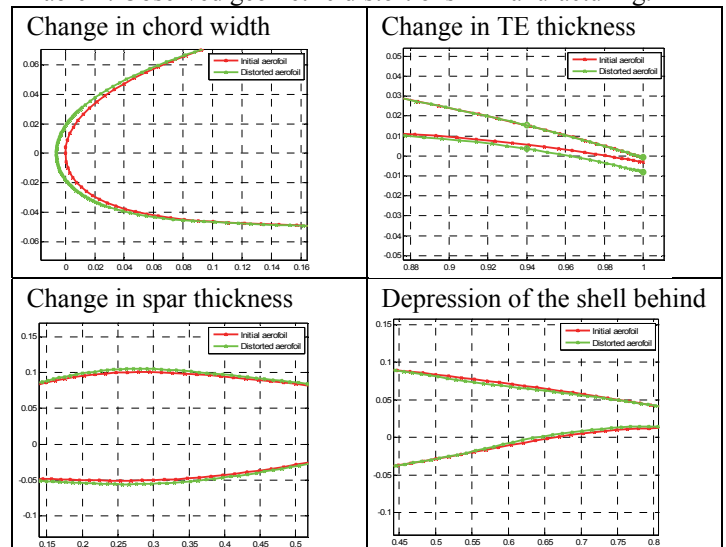 Change in chord width
Change in TE thickness
Initial aerofoil
Distorted aerofoil
0.06
0.04
0.02
0
-0.02
-0.04
-0.06
0 0.02 0.04 0.06 0.08 0.1 0.12 0.14 0.16
Initial aerofoil
Distorted aerofoil
0.05
0.04
0.03
0.02
0.01
0
-0.01
-0.02
-0.03
-0.04
-0.05
0.88 0.9 0.92 0.94 0.96 0.98 1
Change in spar thickness
Depression of the shell behind
Initial aerofoil
Distorted aerofoil
0.15
0.1
0.05
0
-0.05
-0.1
0.15 0.2 0.25 0.3 0.35 0.4 0.45 0.5
Initial aerofoil
Distorted aerofoil
0.15
0.1
0.05
0
-0.05
-0.1
0.45 0.5 0.55 0.6 0.65 0.7 0.75 0.8